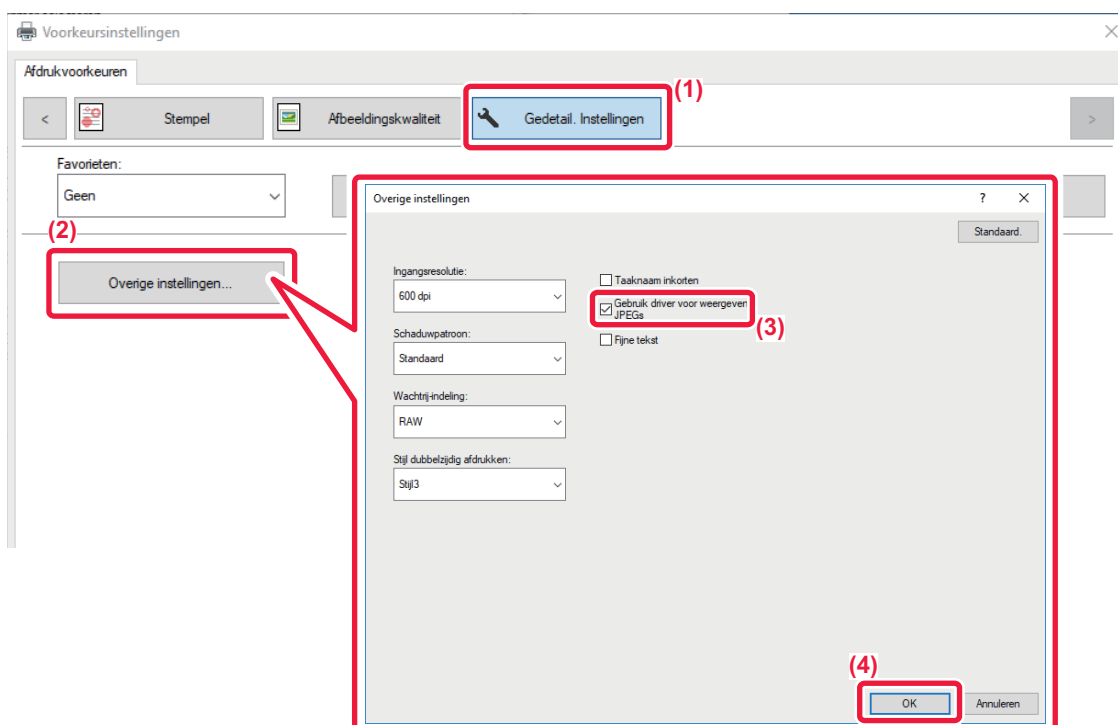 Voorkeursinstellingen
Afdrukvoorkeuren
(1)
<
Stempel
Afbeeldingskwaliteit
Gedetail. Instellingen
>
Favorieten:
Geen
(2)
Overige instellingen...
Overige instellingen
?
Standaard.
Ingangsresolutie:
600 dpi
Schaduwpatroon:
Standaard
Wachtrij-indeling:
RAW
Stijl dubbelzijdig afdrukken:
Stijl3
Taaknaam inkorten
Gebruik driver voor weergeven
JPEGs
(3)
Fijne tekst
(4)
OK
Annuleren